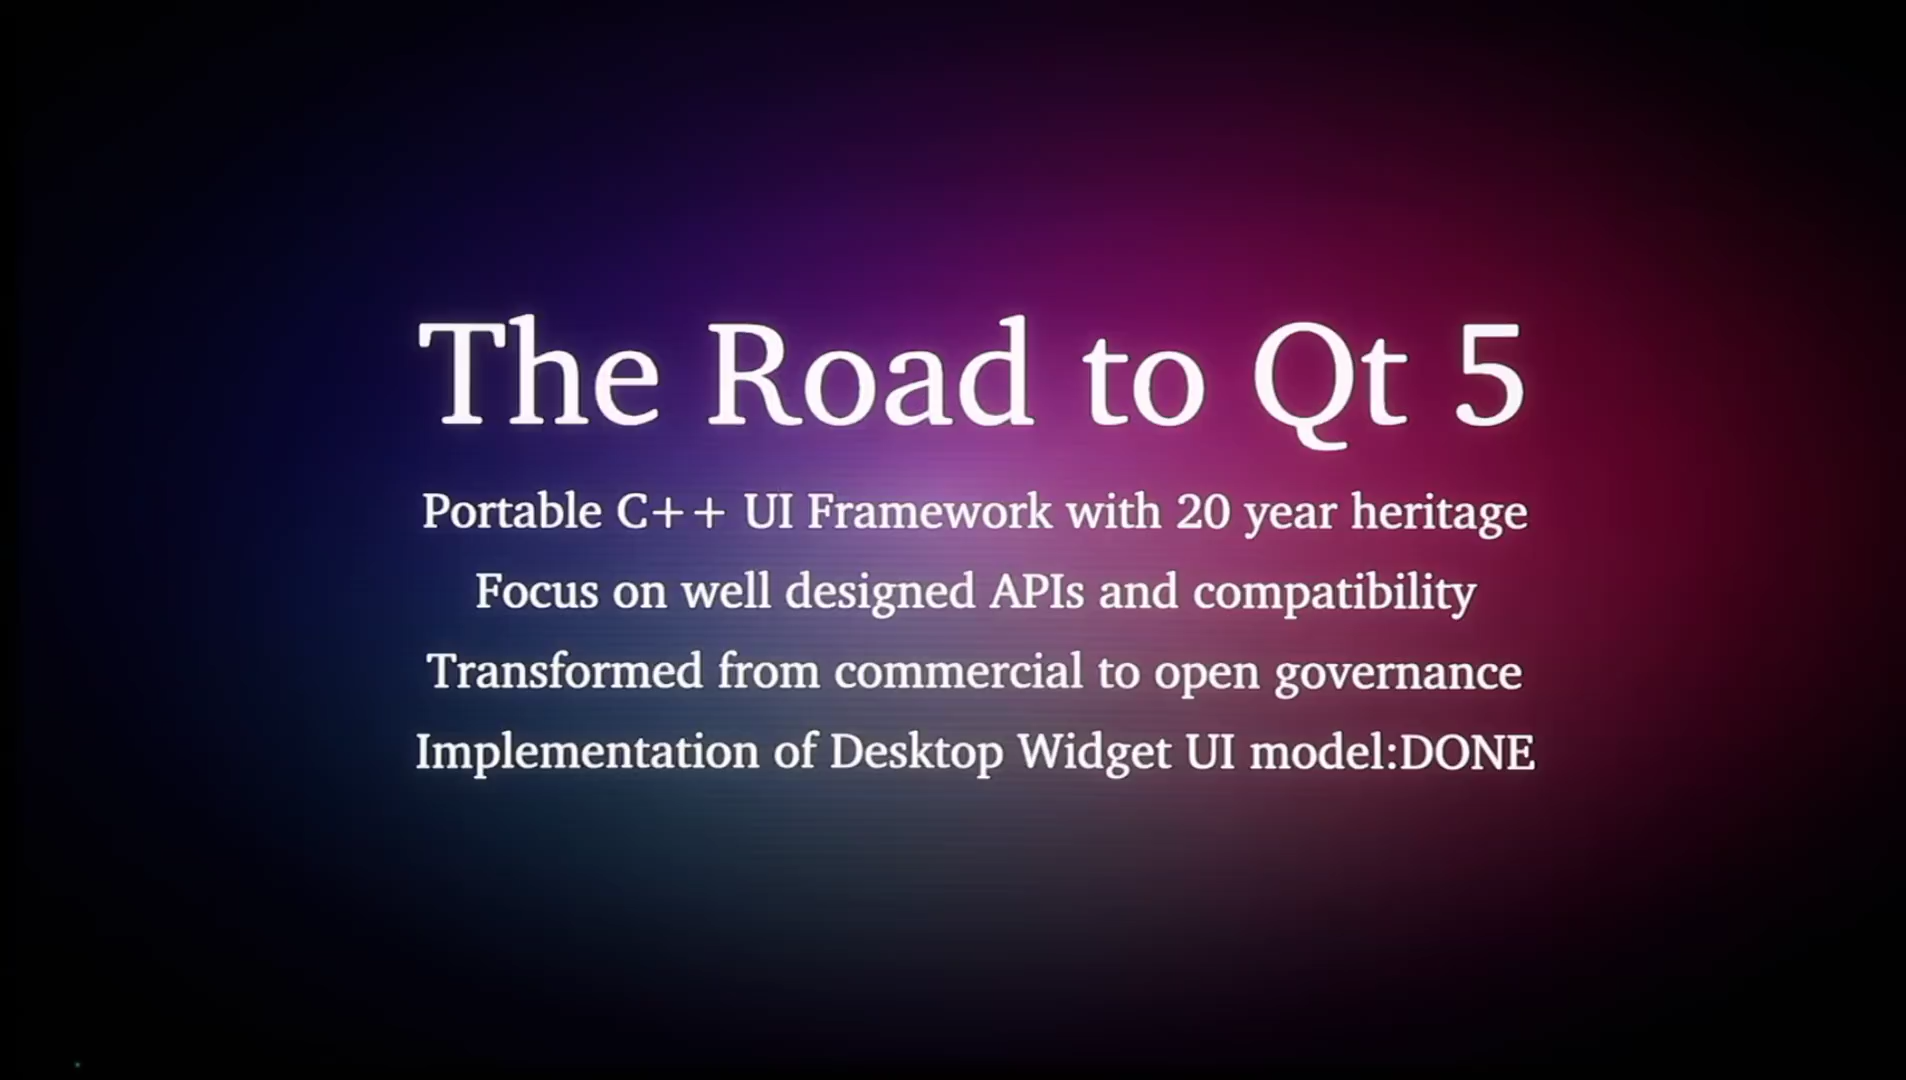 The Road to Qt 5
Portable C++ UI Framework with 20 year heritage
Focus on well designed APIs and compatibility
Transformed from commercial to open governance
Implementation of Desktop Widget UI model:DONE